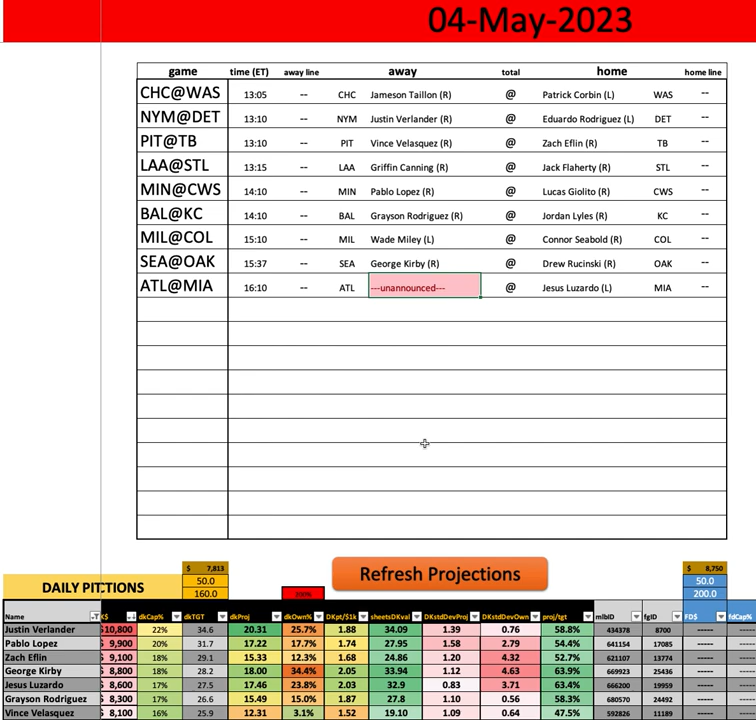 04-May-2023
game time (ET) away line away total home home line
CHC@WAS 13:05 -- CHC Jameson Taillon (R) @ Patrick Corbin (L) WAS --
NYM@DET 13:10 -- NYM Justin Verlander (R) @ Eduardo Rodriguez (L) DET --
PIT@TB 13:10 -- PIT Vince Velasquez (R) @ Zach Eflin (R) TB --
LAA@STL 13:15 -- LAA Griffin Canning (R) @ Jack Flaherty (R) STL --
MIN@CWS 14:10 -- MIN Pablo Lopez (R) @ Lucas Giolito (R) CWS --
BAL@KC 14:10 -- BAL Grayson Rodriguez (R) @ Jordan Lyles (R) KC --
MIL@COL 15:10 -- MIL Wade Miley (L) @ Connor Seabold (R) COL --
SEA@OAK 15:37 -- SEA George Kirby (R) @ Drew Rucinski (R) OAK --
ATL@MIA 16:10 -- ATL ---unannounced--- @ Jesus Luzardo (L) MIA --
$ 7,813 Refresh Projections $ 8,750
50.0 50.0
DAILY PITCTIONS 160.0 200.0
Name K$ dkCap% dkTGT dkProj dkOwn% DKpt/$1k sheetsDKval DKstdDevProj DKstdDevOwn proj/tgt mlbID fgID FD$ fdCap%
Justin Verlander $10,800 22% 34.6 20.31 25.7% 1.88 34.09 1.39 0.76 58.8% 434378 8700 ----- -----
Pablo Lopez $ 9,900 20% 31.7 17.22 17.7% 1.74 27.95 1.58 2.79 54.4% 641154 17085 ----- -----
Zach Eflin $ 9,100 18% 29.1 15.33 12.3% 1.68 24.86 1.20 4.32 52.7% 621107 13774 ----- -----
George Kirby $ 8,800 18% 28.2 18.00 34.4% 2.05 33.94 1.12 4.63 63.9% 669923 25436 ----- -----
Jesus Luzardo $ 8,600 17% 27.5 17.46 23.8% 2.03 32.9 0.83 3.71 63.4% 666200 19959 ----- -----
Grayson Rodriguez $ 8,300 17% 26.6 15.49 15.0% 1.87 27.8 1.10 0.56 58.3% 680570 24492 ----- -----
Vince Velasquez $ 8,100 16% 25.9 12.31 3.1% 1.52 19.10 1.09 0.64 47.5% 592826 11189 ----- -----